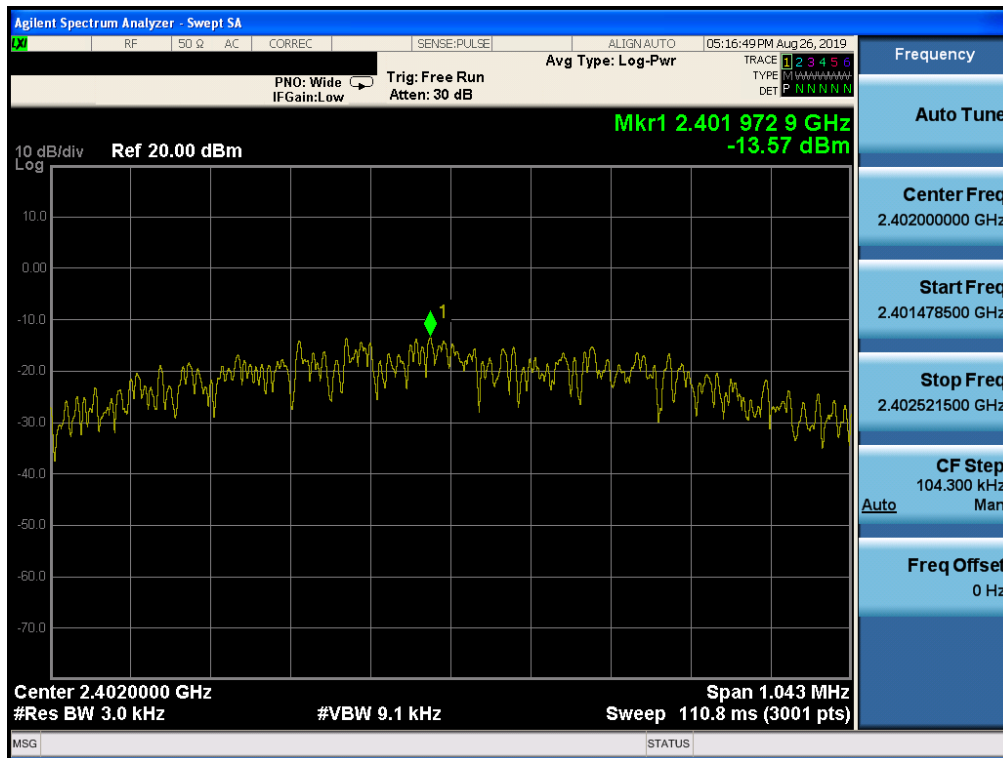 Agilent Spectrum Analyzer - Swept SA
LXI RF 50 Ω AC CORREC SENSE:PULSE ALIGN AUTO 05:16:49 PM Aug 26, 2019
Frequency
Avg Type: Log-Pwr TRACE 1 2 3 4 5 6
PNO: Wide Trig: Free Run TYPE M WWWWW
IFGain:Low Atten: 30 dB DET P N N N N N
Auto Tune
Mkr1 2.401 972 9 GHz
-13.57 dBm
10 dB/div Ref 20.00 dBm
Log
Center Freq
2.402000000 GHz
10.0
0.00
Start Freq
2.401478500 GHz
1
-10.0
-20.0
Stop Freq
2.402521500 GHz
-30.0
-40.0
CF Step
104.300 kHz
Auto Man
-50.0
Freq Offset
0 Hz
-60.0
-70.0
Center 2.4020000 GHz Span 1.043 MHz
#Res BW 3.0 kHz #VBW 9.1 kHz Sweep 110.8 ms (3001 pts)
MSG STATUS